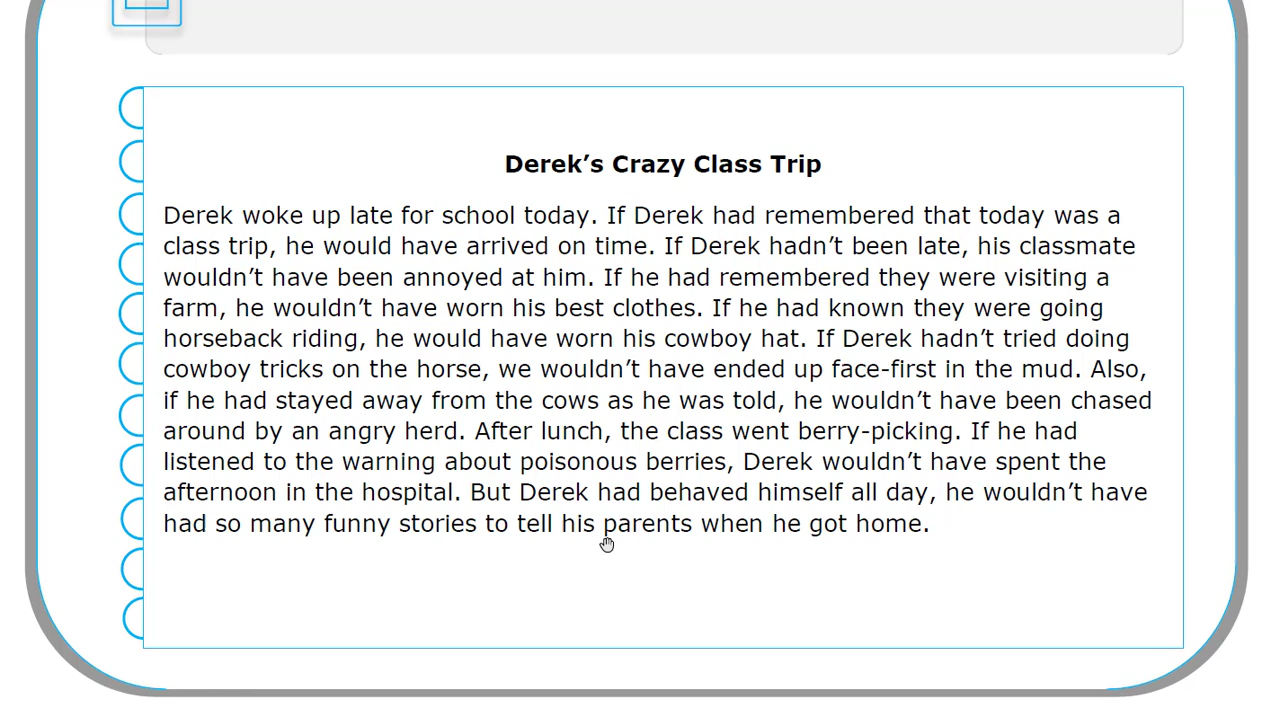 Derek’s Crazy Class Trip
Derek woke up late for school today. If Derek had remembered that today was a
class trip, he would have arrived on time. If Derek hadn’t been late, his classmate
wouldn’t have been annoyed at him. If he had remembered they were visiting a
farm, he wouldn’t have worn his best clothes. If he had known they were going
horseback riding, he would have worn his cowboy hat. If Derek hadn’t tried doing
cowboy tricks on the horse, we wouldn’t have ended up face-first in the mud. Also,
if he had stayed away from the cows as he was told, he wouldn’t have been chased
around by an angry herd. After lunch, the class went berry-picking. If he had
listened to the warning about poisonous berries, Derek wouldn’t have spent the
afternoon in the hospital. But Derek had behaved himself all day, he wouldn’t have
had so many funny stories to tell his parents when he got home.